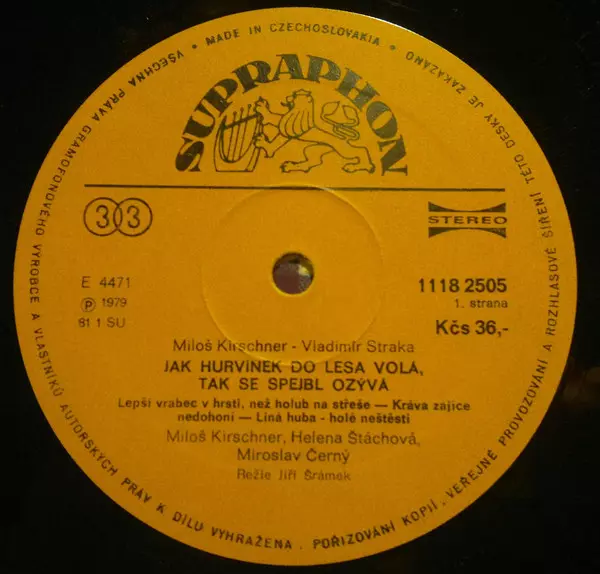 VŠECHNA PRÁVA GRAMOFONOVÉHO VÝROBCE A VLASTNÍKŮ AUTORSKÝCH PRÁV K DÍLU VYHRAŽENA. POŘIZOVÁNÍ KOPIÍ, VEŘEJNÉ PROVOZOVÁNÍ A ROZHLASOVÉ ŠÍŘENÍ TÉTO DESKY JE ZAKÁZÁNO
• MADE IN CZECHOSLOVAKIA •
SUPRAPHON
33
STEREO
E 4471
℗ 1979
81 1 SU
1118 2505
1. strana
Kčs 36,-
Miloš Kirschner - Vladimír Straka
JAK HURVÍNEK DO LESA VOLÁ,
TAK SE SPEJBL OZÝVÁ
Lepší vrabec v hrsti, než holub na střeše — Kráva zajíce
nedohoní — Líná huba - holé neštěstí
Miloš Kirschner, Helena Štáchová,
Miroslav Černý
Režie Jiří Šrámek